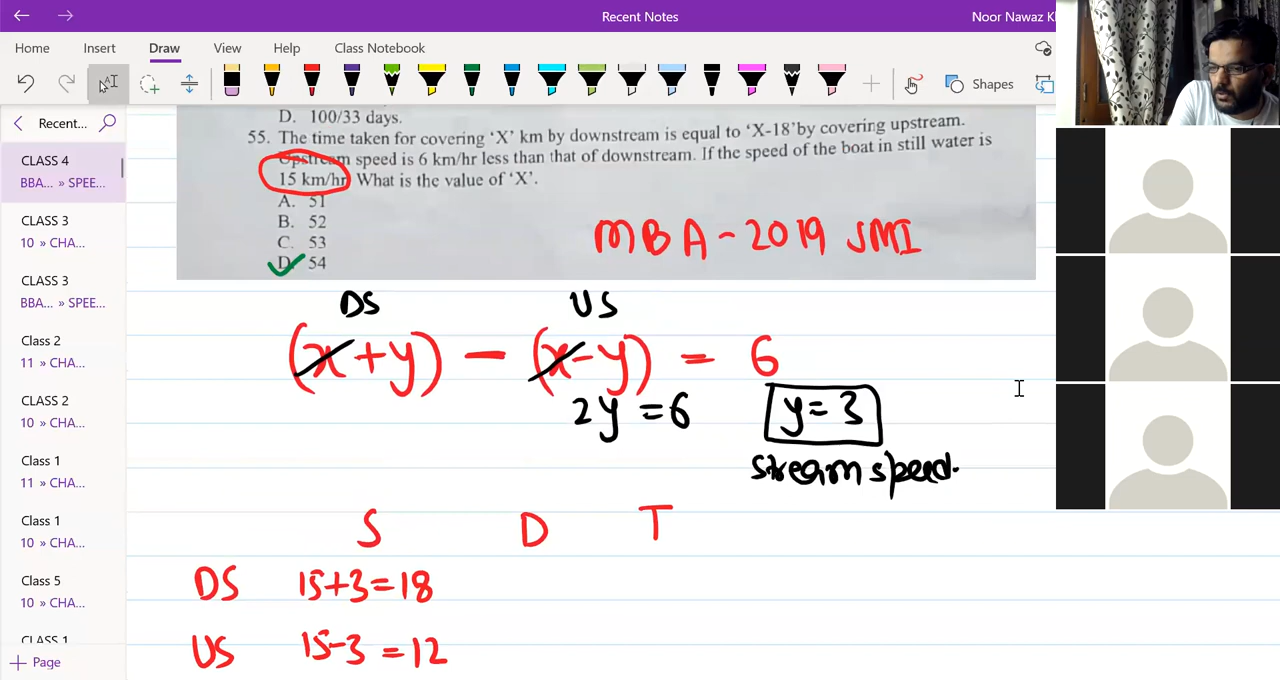 Recent Notes
Noor Nawaz Kh
Home Insert Draw View Help Class Notebook
Shapes
Recent...
CLASS 4
BBA... » SPEE...
CLASS 3
10 » CHA...
CLASS 3
BBA... » SPEE...
Class 2
11 » CHA...
CLASS 2
10 » CHA...
Class 1
11 » CHA...
Class 1
10 » CHA...
Class 5
10 » CHA...
CLASS 1
Page
D. 100/33 days.
55. The time taken for covering 'X' km by downstream is equal to 'X-18'by covering upstream.
Upstream speed is 6 km/hr less than that of downstream. If the speed of the boat in still water is
15 km/hr. What is the value of 'X'.
A. 51
B. 52
C. 53
D. 54
MBA-2019 JMI
DS US
(x+y) - (x-y) = 6
2y = 6 y = 3
stream speed.
S D T
DS 15+3=18
US 15-3 =12